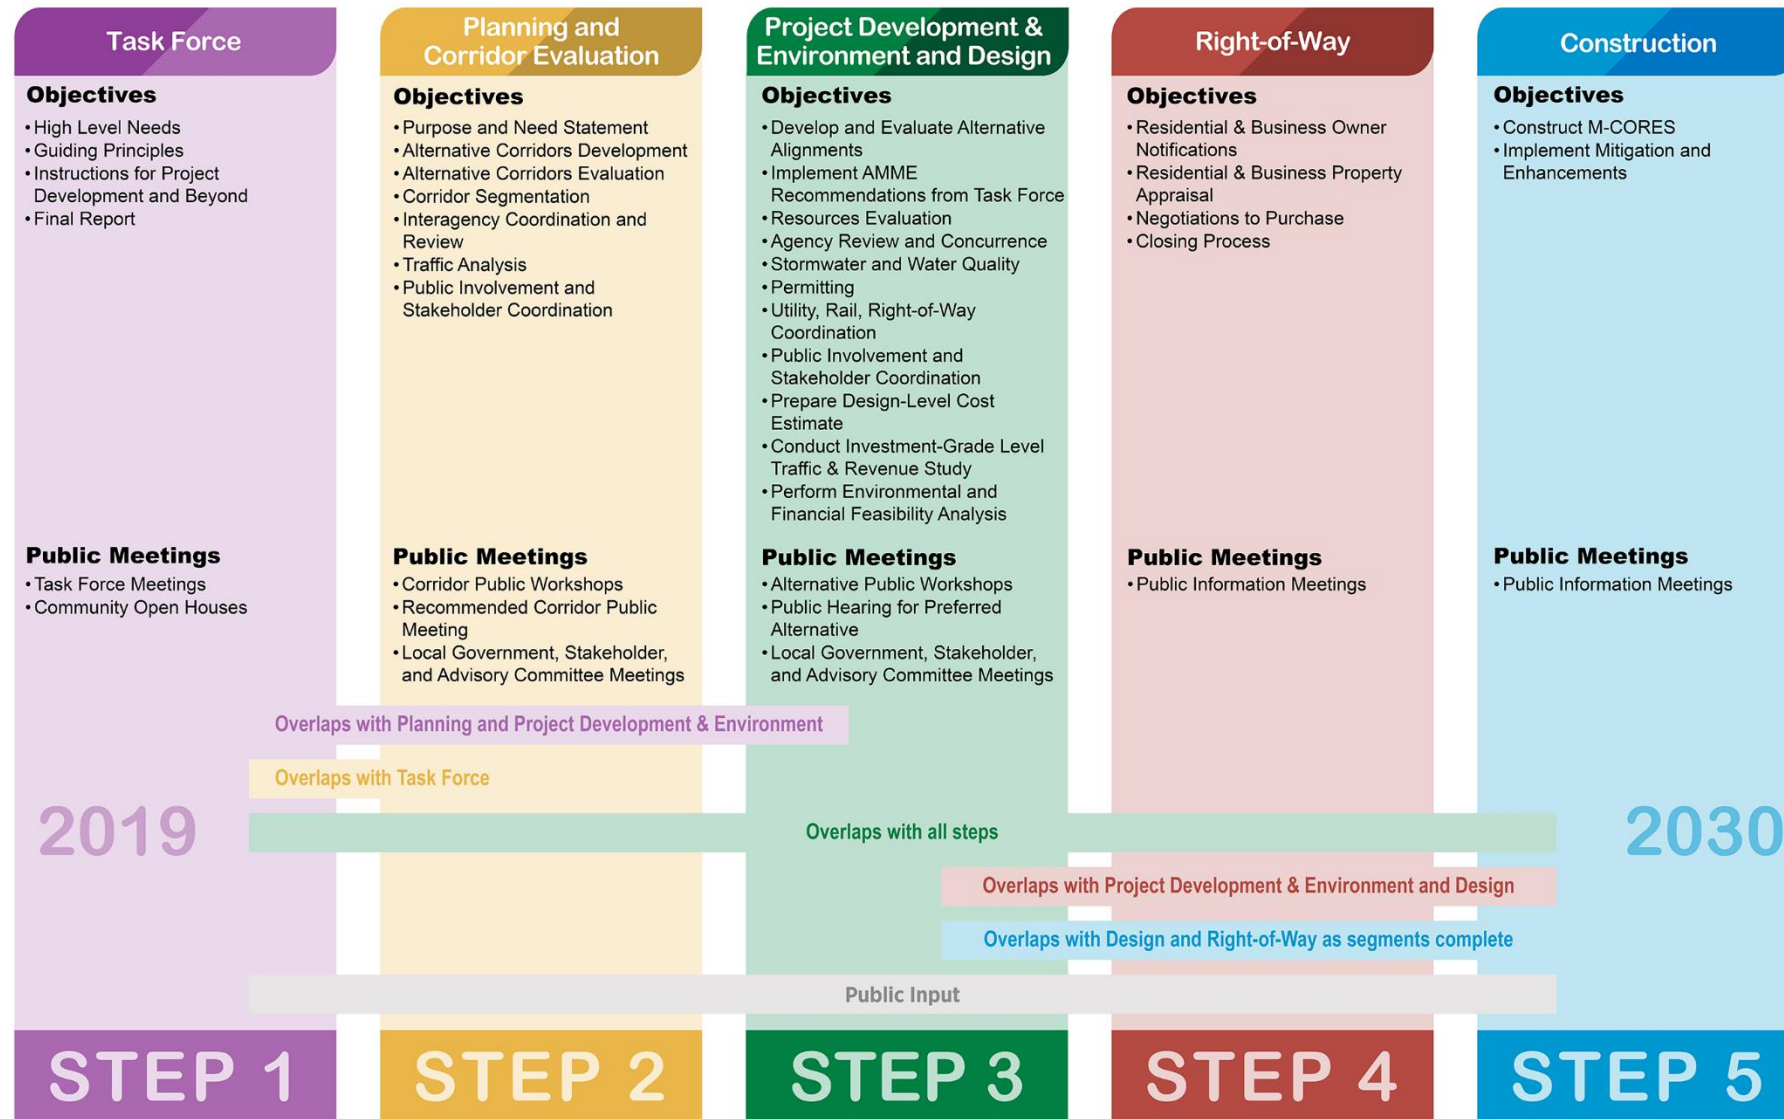 Task Force
Objectives
• High Level Needs
• Guiding Principles
• Instructions for Project
Development and Beyond
• Final Report
Public Meetings
• Task Force Meetings
• Community Open Houses
Planning and
Corridor Evaluation
Objectives
• Purpose and Need Statement
• Alternative Corridors Development
• Alternative Corridors Evaluation
• Corridor Segmentation
• Interagency Coordination and
Review
• Traffic Analysis
• Public Involvement and
Stakeholder Coordination
Public Meetings
• Corridor Public Workshops
• Recommended Corridor Public
Meeting
• Local Government, Stakeholder,
and Advisory Committee Meetings
Project Development &
Environment and Design
Objectives
• Develop and Evaluate Alternative
Alignments
• Implement AMME
Recommendations from Task Force
• Resources Evaluation
• Agency Review and Concurrence
• Stormwater and Water Quality
• Permitting
• Utility, Rail, Right-of-Way
Coordination
• Public Involvement and
Stakeholder Coordination
• Prepare Design-Level Cost
Estimate
• Conduct Investment-Grade Level
Traffic & Revenue Study
• Perform Environmental and
Financial Feasibility Analysis
Public Meetings
• Alternative Public Workshops
• Public Hearing for Preferred
Alternative
• Local Government, Stakeholder,
and Advisory Committee Meetings
Right-of-Way
Objectives
• Residential & Business Owner
Notifications
• Residential & Business Property
Appraisal
• Negotiations to Purchase
• Closing Process
Public Meetings
• Public Information Meetings
Construction
Objectives
• Construct M-CORES
• Implement Mitigation and
Enhancements
Public Meetings
• Public Information Meetings
Overlaps with Planning and Project Development & Environment
Overlaps with Task Force
2019
Overlaps with all steps
2030
Overlaps with Project Development & Environment and Design
Overlaps with Design and Right-of-Way as segments complete
Public Input
STEP 1
STEP 2
STEP 3
STEP 4
STEP 5